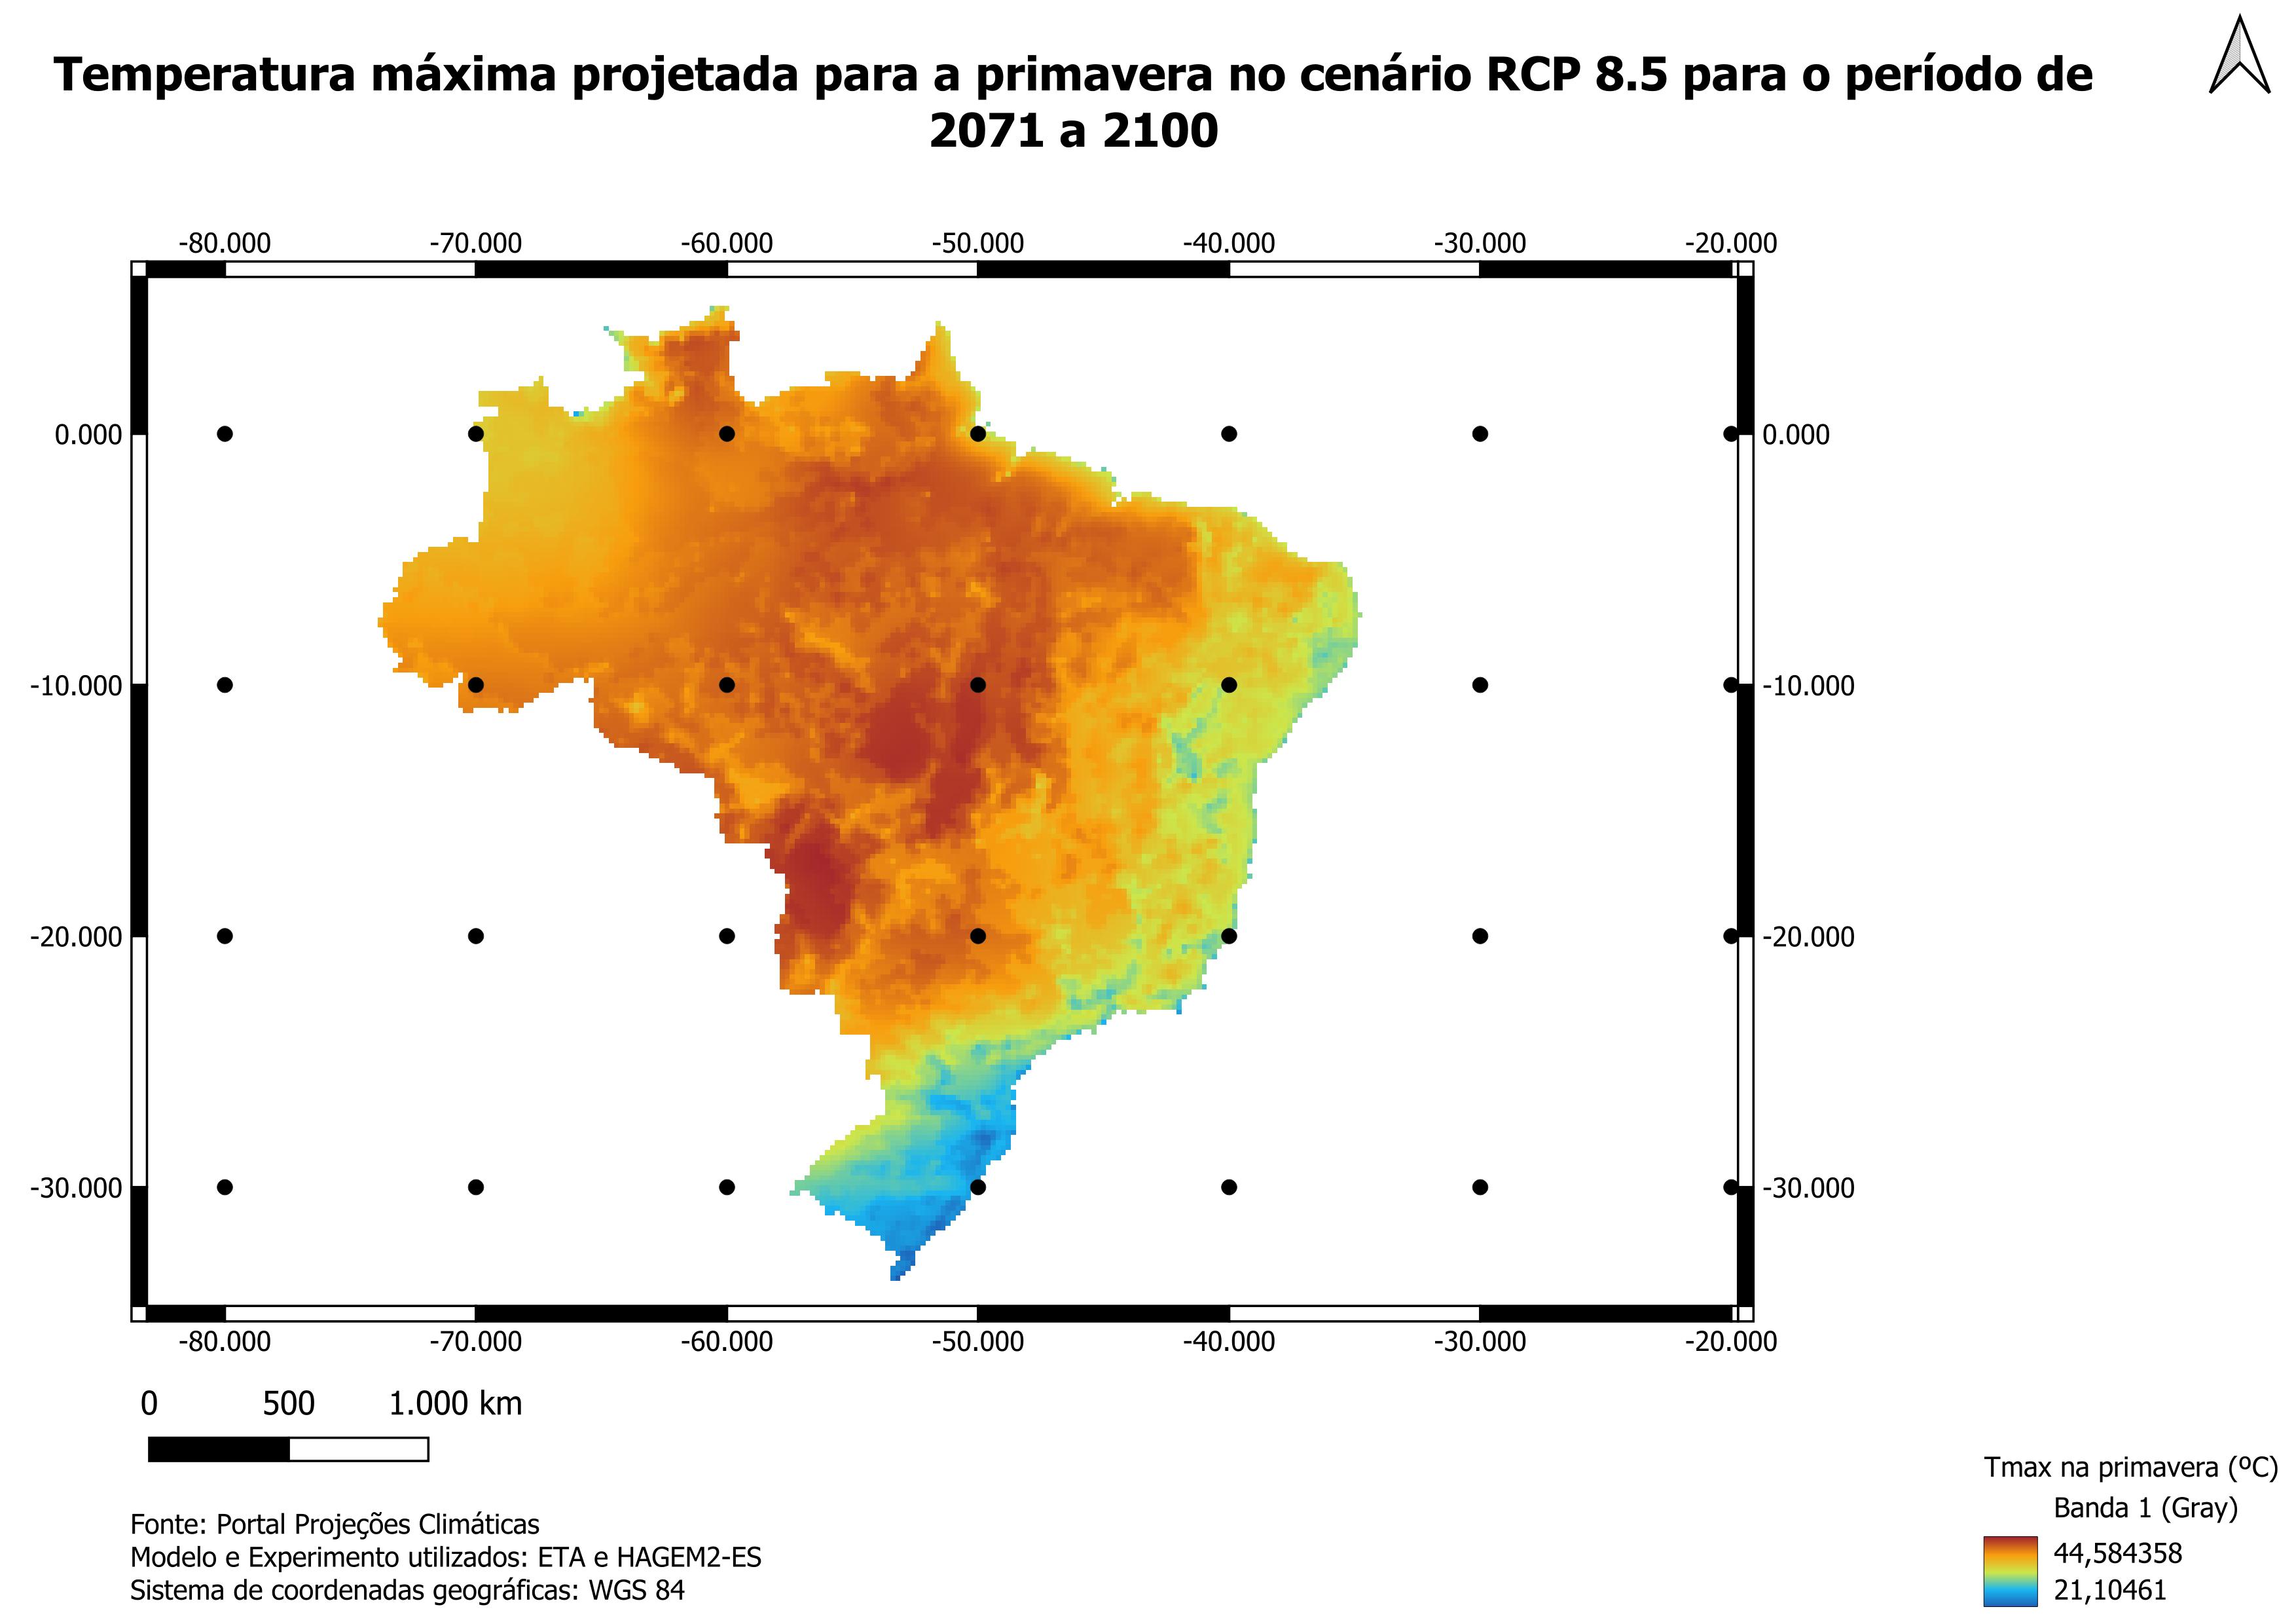 Temperatura máxima projetada para a primavera no cenário RCP 8.5 para o período de
2071 a 2100
-80.000 -70.000 -60.000 -50.000 -40.000 -30.000 -20.000
0.000 0.000
-10.000 -10.000
-20.000 -20.000
-30.000 -30.000
-80.000 -70.000 -60.000 -50.000 -40.000 -30.000 -20.000
0 500 1.000 km
Tmax na primavera (ºC)
Banda 1 (Gray)
44,584358
21,10461
Fonte: Portal Projeções Climáticas
Modelo e Experimento utilizados: ETA e HAGEM2-ES
Sistema de coordenadas geográficas: WGS 84